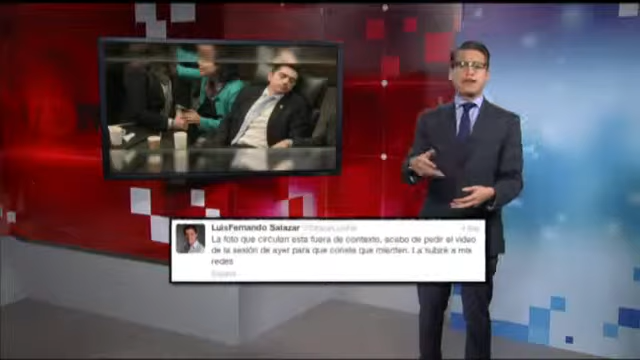 LuisFernando Salazar
La foto que circulan esta fuera de contexto, acabo de pedir el video
de la sesión de ayer para que conste que mienten. La subiré a mis
redes